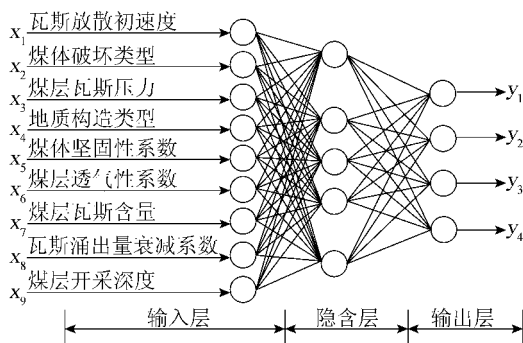 x₁ 瓦斯放散初速度
x₂ 煤体破坏类型
x₃ 煤层瓦斯压力
x₄ 地质构造类型
x₅ 煤体坚固性系数
x₆ 煤层透气性系数
x₇ 煤层瓦斯含量
x₈ 瓦斯涌出量衰减系数
x₉ 煤层开采深度
y₁
y₂
y₃
y₄
输入层 隐含层 输出层